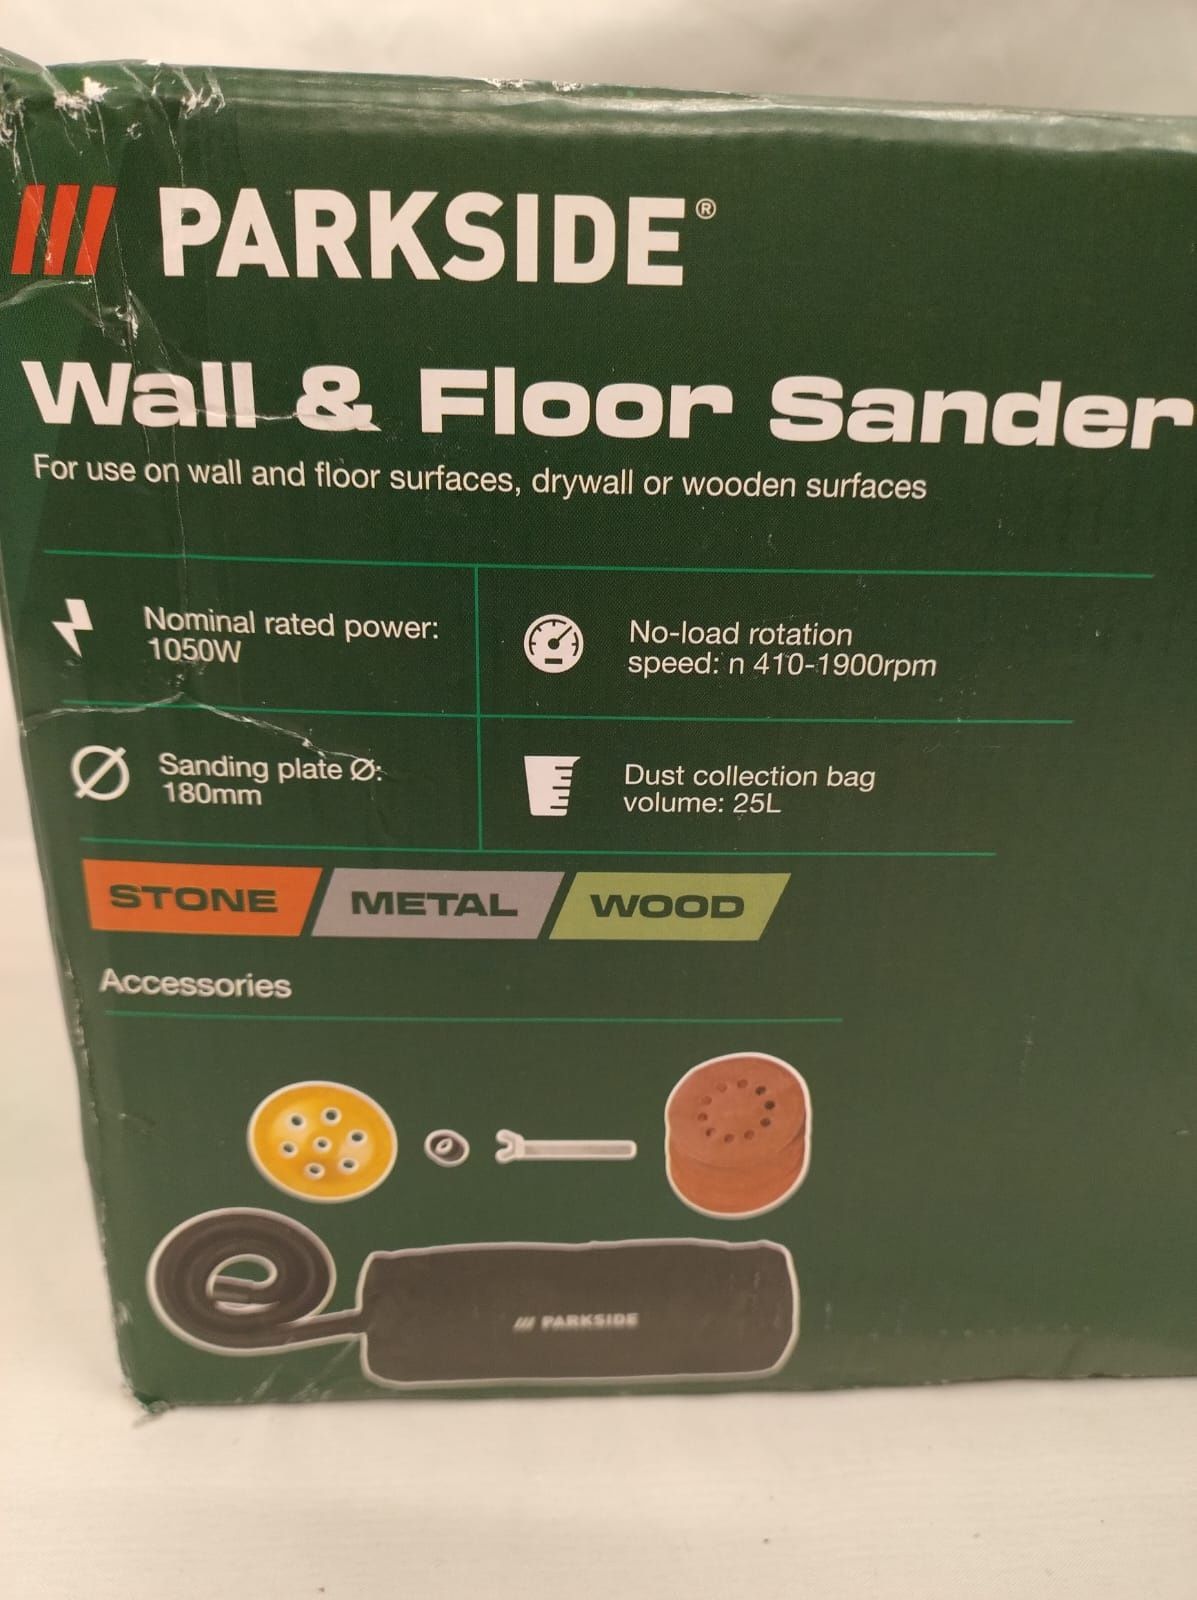 PARKSIDE®
Wall & Floor Sander
For use on wall and floor surfaces, drywall or wooden surfaces
Nominal rated power:
1050W
No-load rotation
speed: n 410-1900rpm
Sanding plate Ø:
180mm
Dust collection bag
volume: 25L
STONE METAL WOOD
Accessories
PARKSIDE